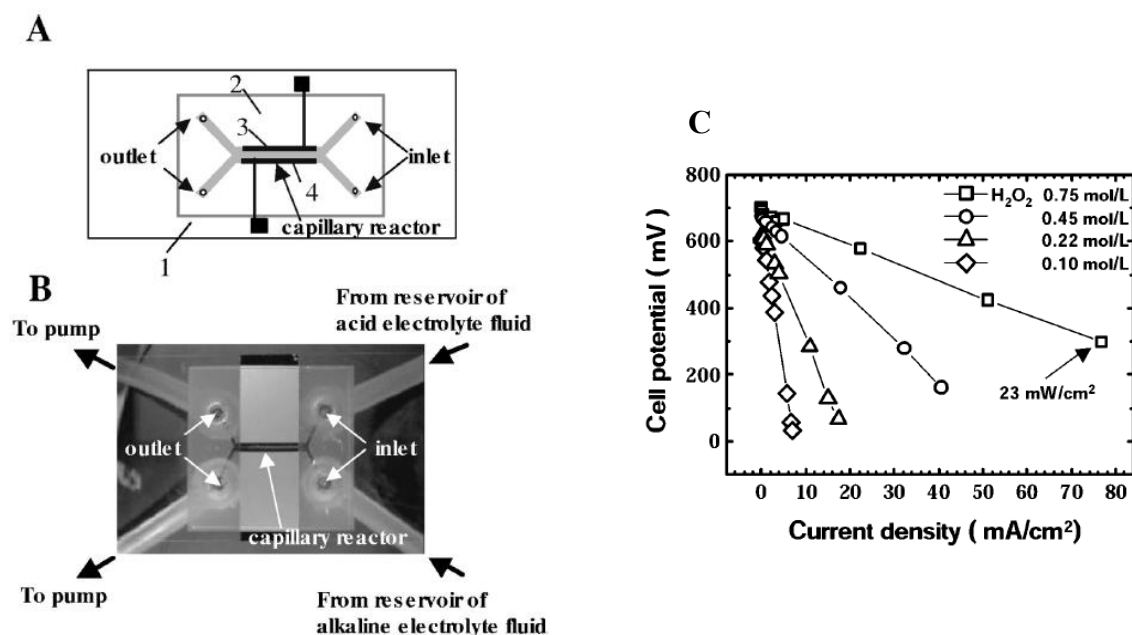 A
2
3
outlet
inlet
4
capillary reactor
1
B
To pump
From reservoir of
acid electrolyte fluid
outlet
inlet
capillary reactor
To pump
From reservoir of
alkaline electrolyte fluid
C
800
600
400
200
0
Cell potential ( mV )
H₂O₂ 0.75 mol/L
0.45 mol/L
0.22 mol/L
0.10 mol/L
23 mW/cm²
0 10 20 30 40 50 60 70 80
Current density ( mA/cm²)